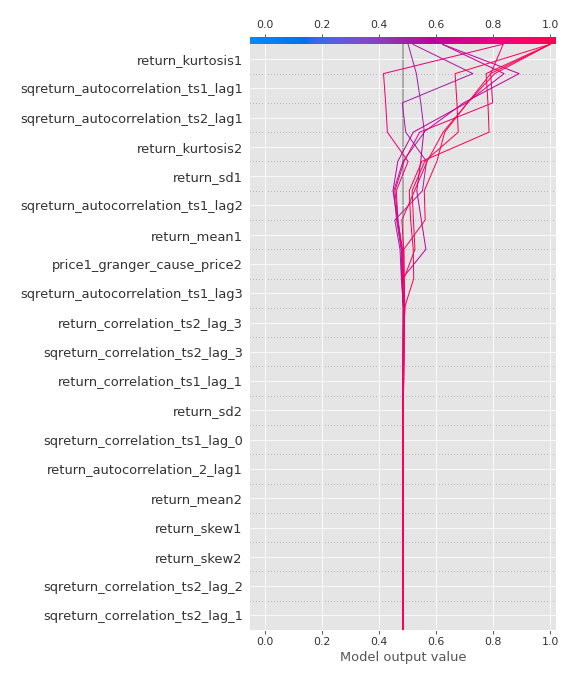 0.0 0.2 0.4 0.6 0.8 1.0
return_kurtosis1
sqreturn_autocorrelation_ts1_lag1
sqreturn_autocorrelation_ts2_lag1
return_kurtosis2
return_sd1
sqreturn_autocorrelation_ts1_lag2
return_mean1
price1_granger_cause_price2
sqreturn_autocorrelation_ts1_lag3
return_correlation_ts2_lag_3
sqreturn_correlation_ts2_lag_3
return_correlation_ts1_lag_1
return_sd2
sqreturn_correlation_ts1_lag_0
return_autocorrelation_2_lag1
return_mean2
return_skew1
return_skew2
sqreturn_correlation_ts2_lag_2
sqreturn_correlation_ts2_lag_1
0.0 0.2 0.4 0.6 0.8 1.0
Model output value